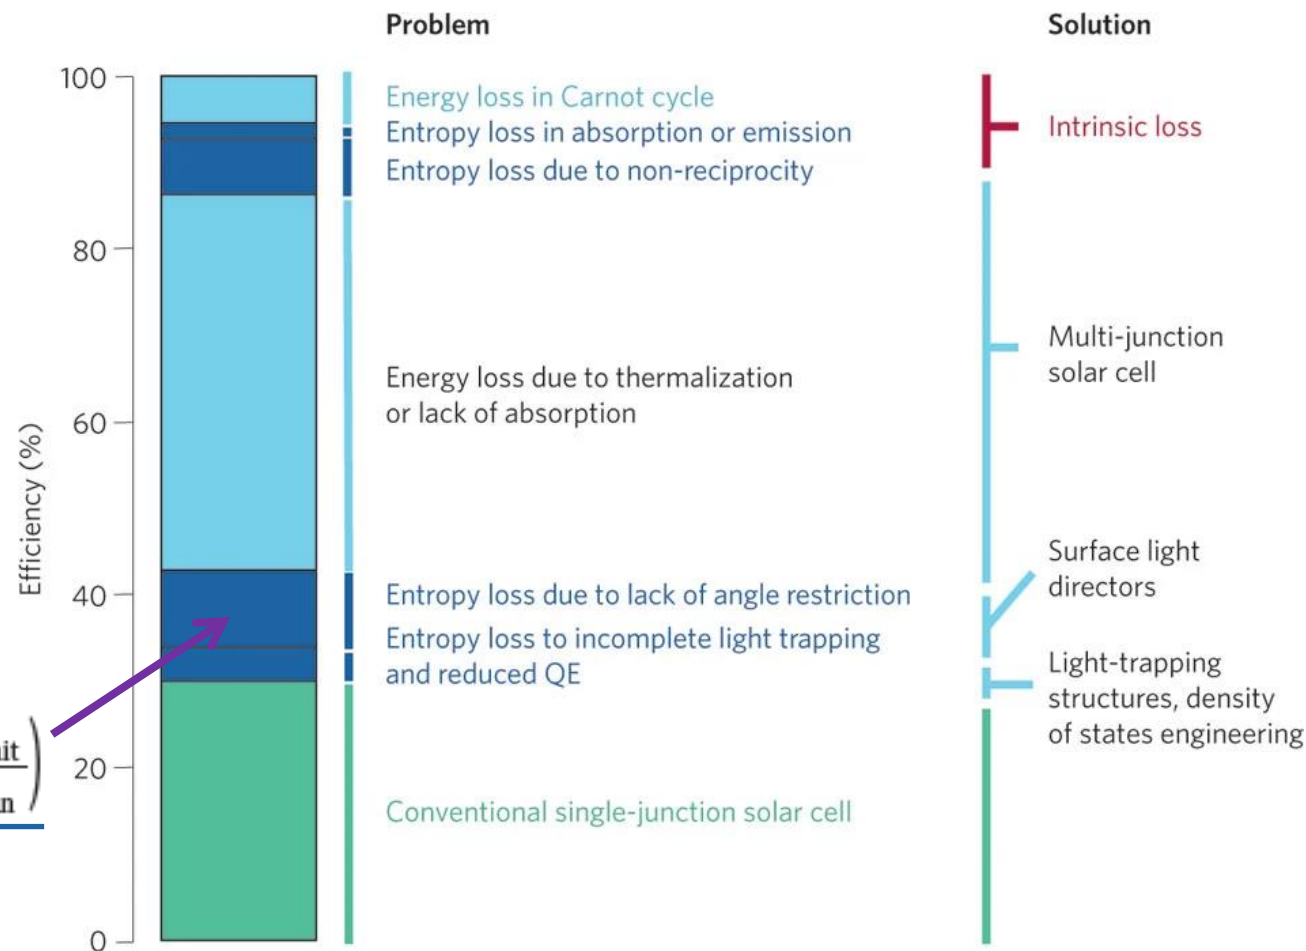 Problem
Solution
100
80
60
40
20
0
Efficiency (%)
Energy loss in Carnot cycle
Entropy loss in absorption or emission
Entropy loss due to non-reciprocity
Energy loss due to thermalization
or lack of absorption
Entropy loss due to lack of angle restriction
Entropy loss to incomplete light trapping
and reduced QE
Conventional single-junction solar cell
Intrinsic loss
Multi-junction
solar cell
Surface light
directors
Light-trapping
structures, density
of states engineering